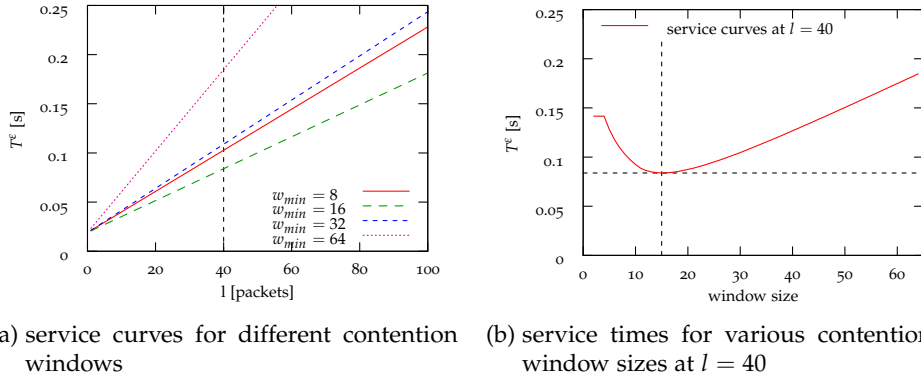 0.25
0.2
0.15
0.1
0.05
0
T^ε [s]
w_min = 8
w_min = 16
w_min = 32
w_min = 64
0 20 40 60 80 100
l [packets]
a) service curves for different contention
windows
service curves at l = 40
0.25
0.2
0.15
0.1
0.05
0
T^ε [s]
0 10 20 30 40 50 60
window size
(b) service times for various contention
window sizes at l = 40